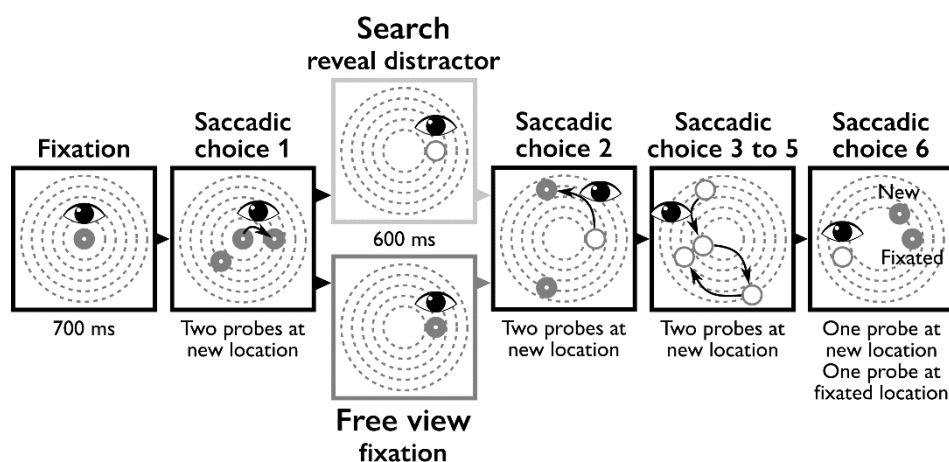 Fixation
700 ms
Saccadic
choice 1
Two probes at
new location
Search
reveal distractor
600 ms
Free view
fixation
Saccadic
choice 2
Two probes at
new location
Saccadic
choice 3 to 5
Two probes at
new location
Saccadic
choice 6
New
Fixated
One probe at
new location
One probe at
fixated location